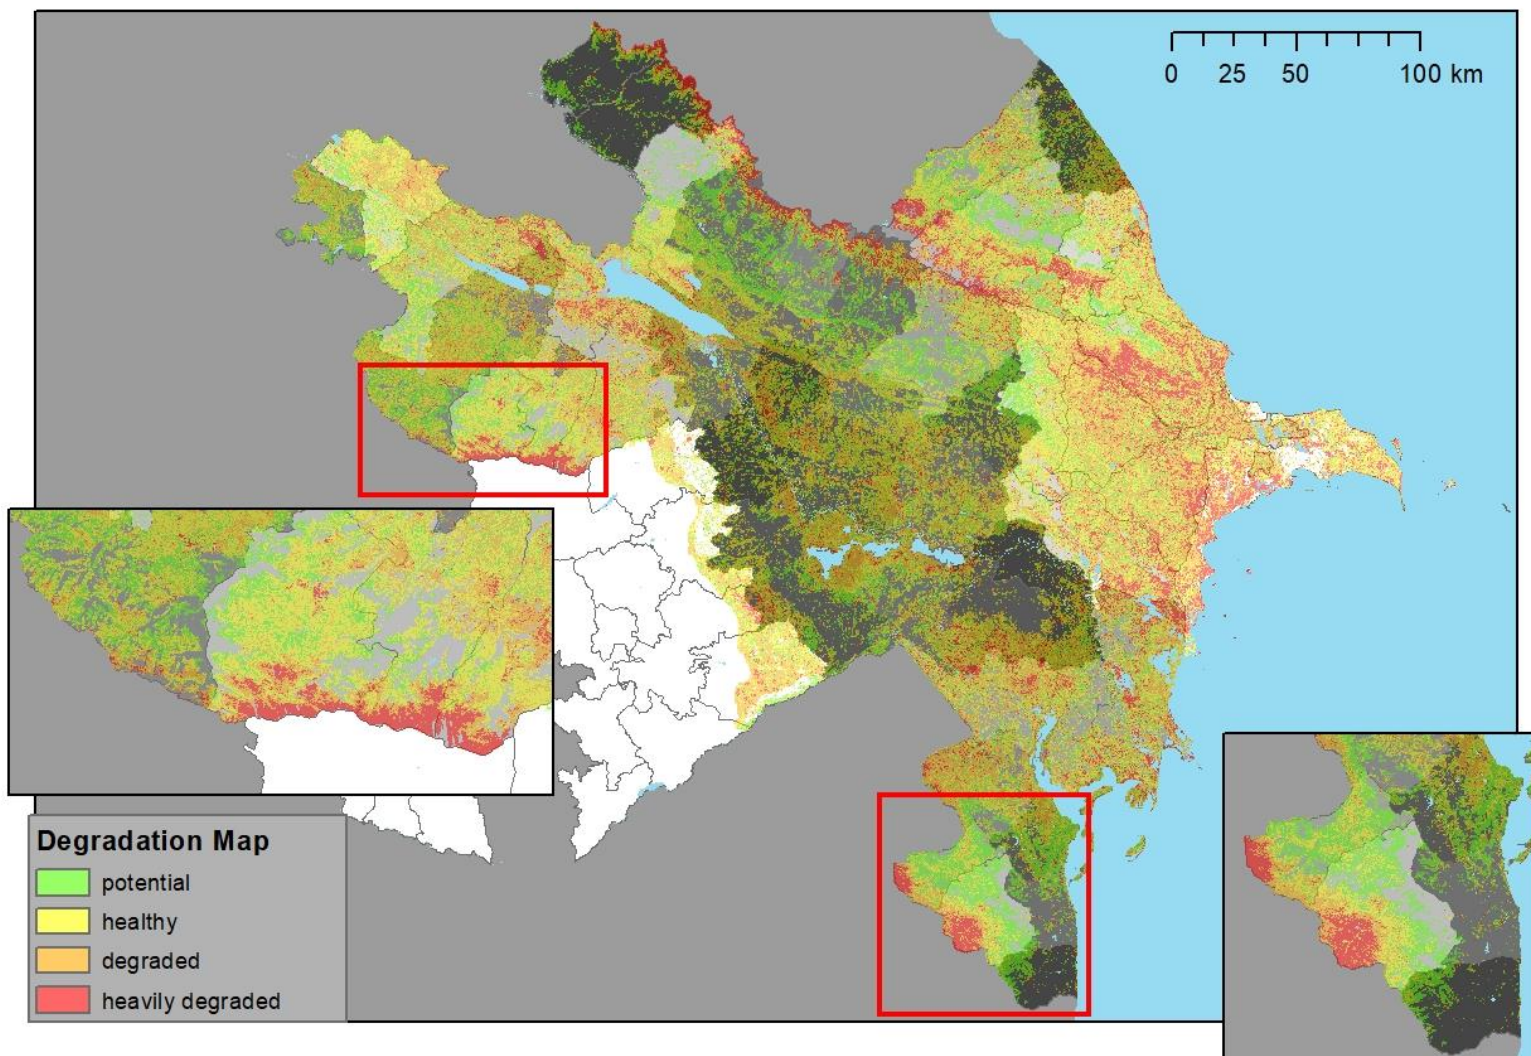 0 25 50 100 km
Degradation Map
potential
healthy
degraded
heavily degraded